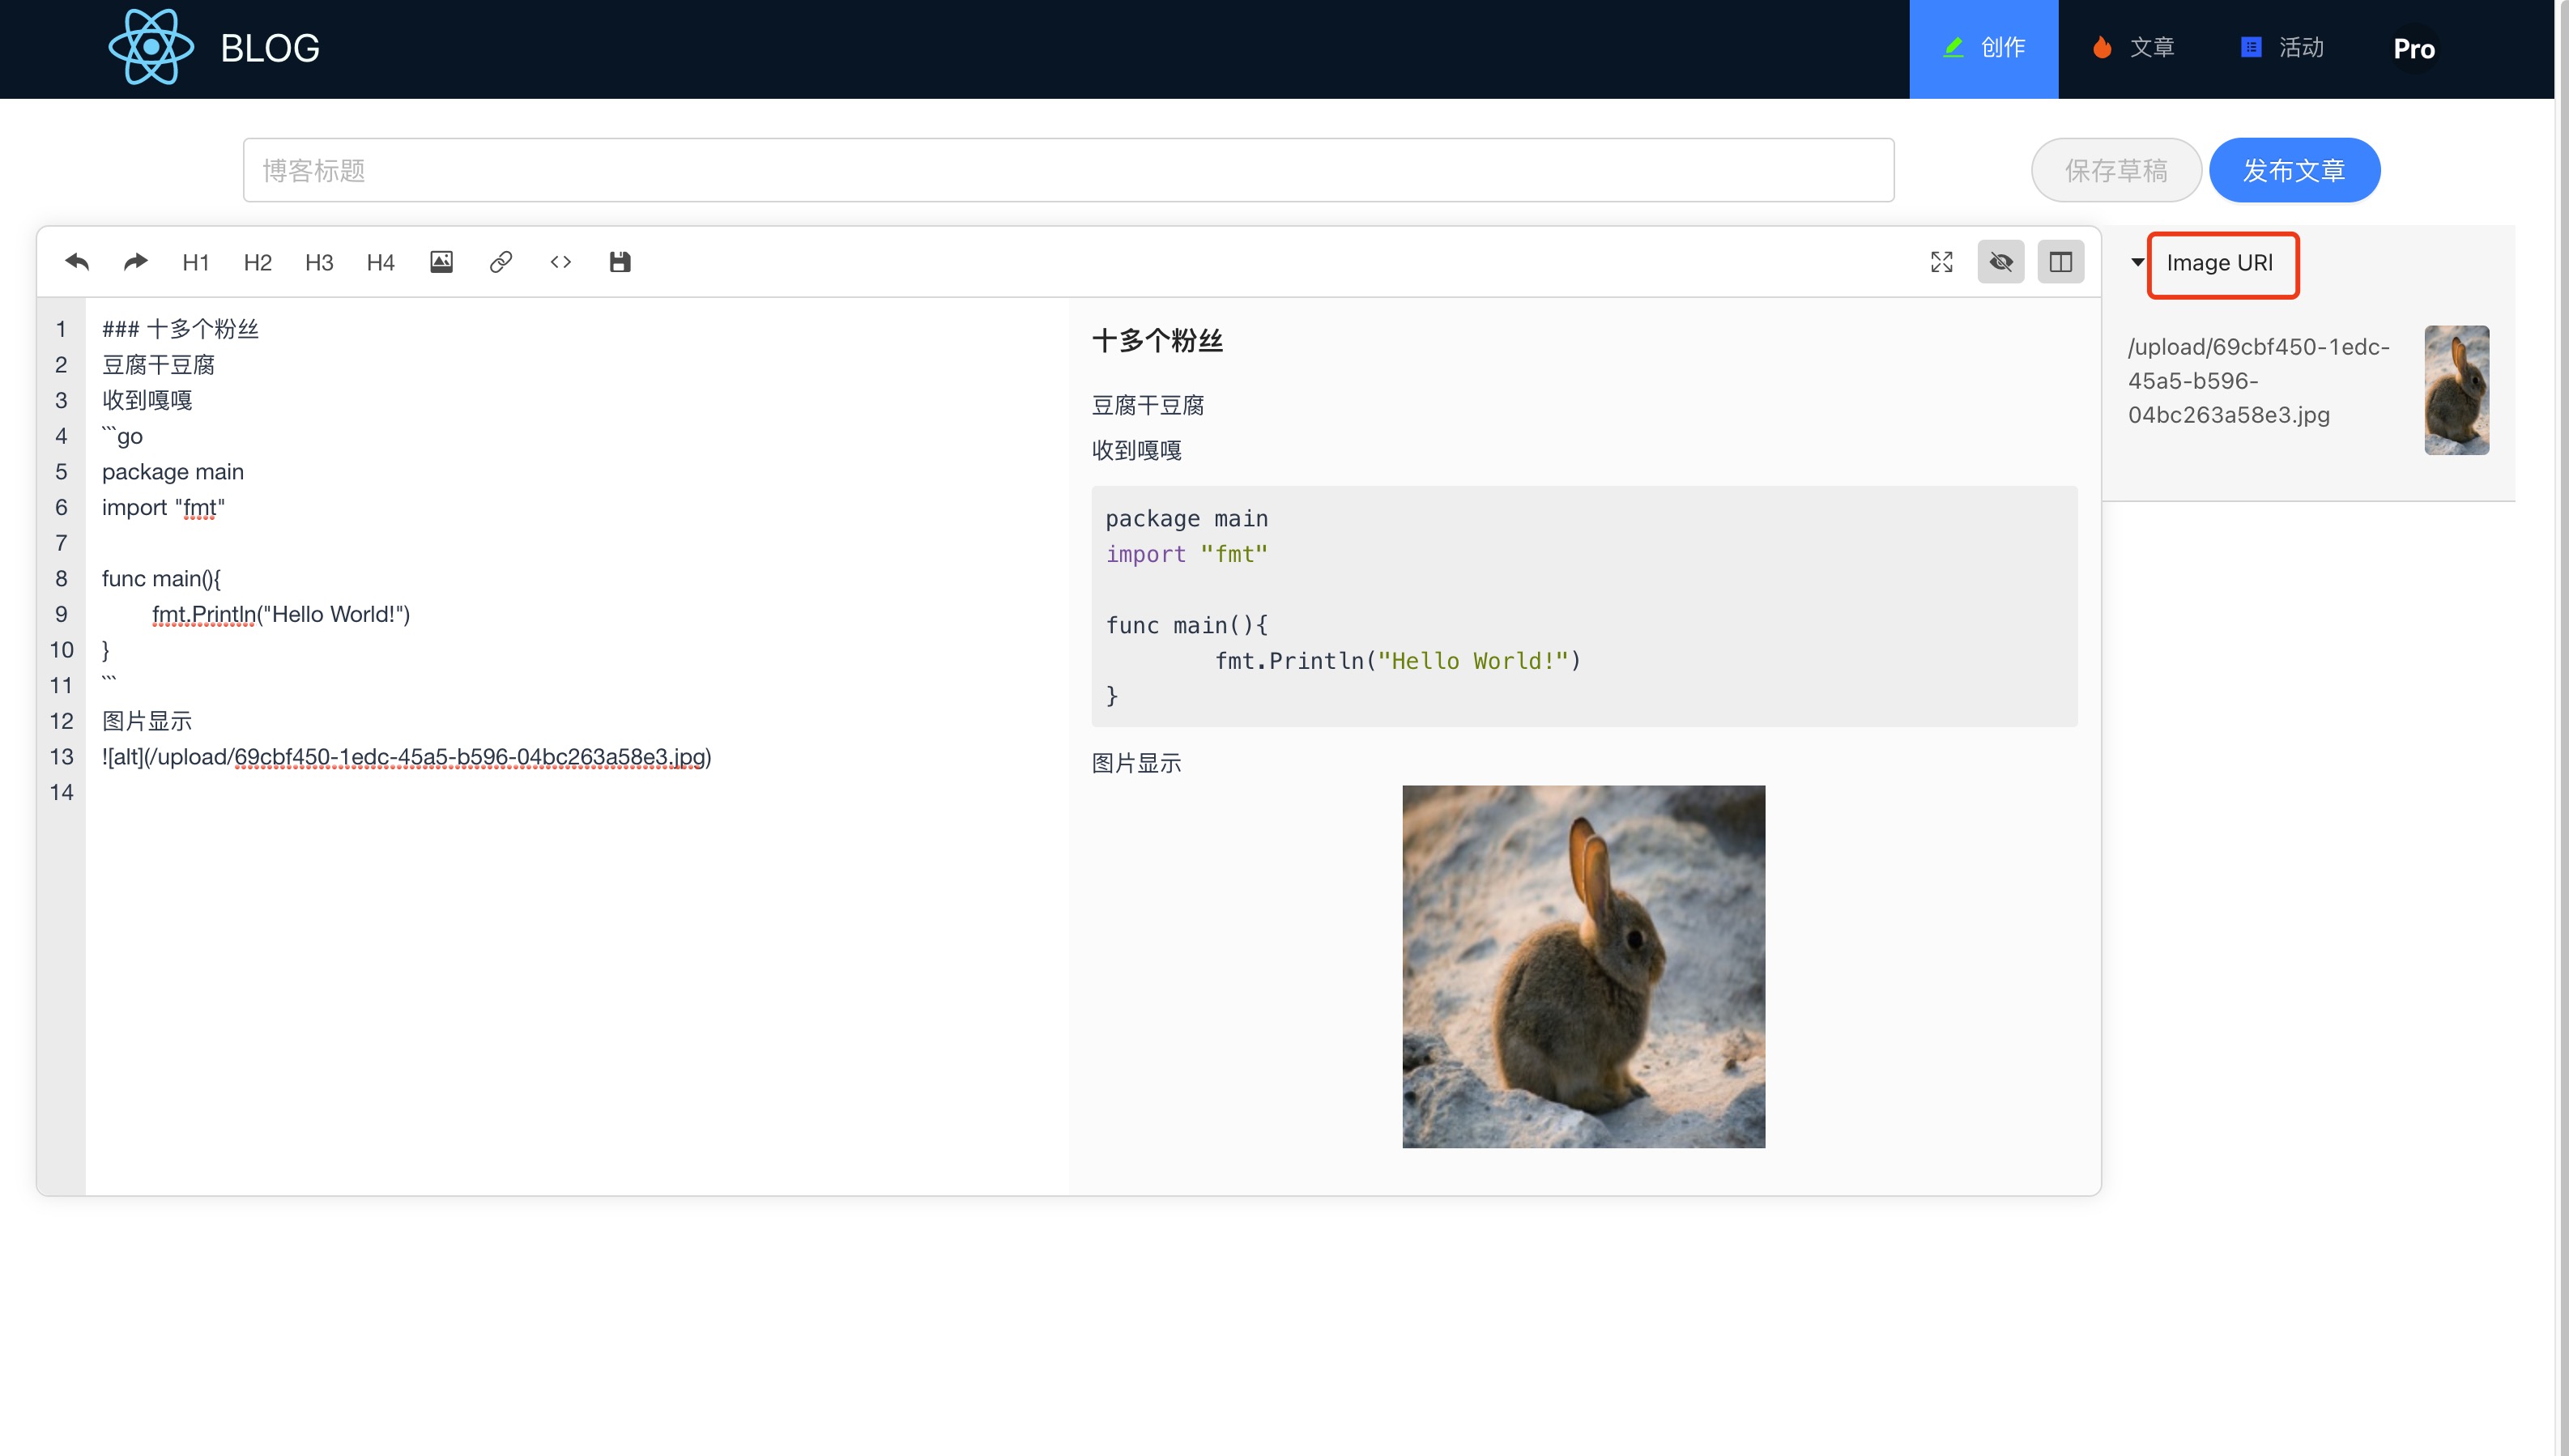 BLOG
创作
文章
活动
Pro
博客标题
保存草稿
发布文章
H1 H2 H3 H4
Image URl
/upload/69cbf450-1edc-
45a5-b596-
04bc263a58e3.jpg
1 ### 十多个粉丝
2 豆腐干豆腐
3 收到嘎嘎
4 ```go
5 package main
6 import "fmt"
7
8 func main(){
9 fmt.Println("Hello World!")
10 }
11 ```
12 图片显示
13 ![alt](/upload/69cbf450-1edc-45a5-b596-04bc263a58e3.jpg)
14
十多个粉丝
豆腐干豆腐
收到嘎嘎
package main
import "fmt"
func main(){
fmt.Println("Hello World!")
}
图片显示